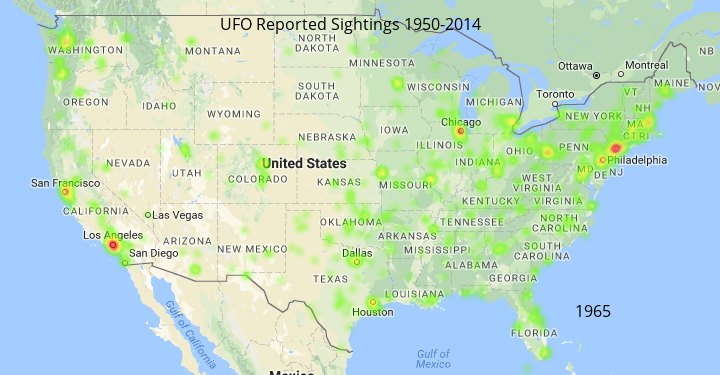 UFO Reported Sightings 1950-2014
WASHINGTON
MONTANA
NORTH
DAKOTA
MINNESOTA
Ottawa
Montreal
NB
MAINE
NOV
OREGON
IDAHO
SOUTH
DAKOTA
WISCONSIN
MICHIGAN
Toronto
VT
NH
WYOMING
NEW YORK
MA
CT RI
Chicago
IOWA
NEBRASKA
ILLINOIS
INDIANA
OHIO
PENN
Philadelphia
NEVADA
UTAH
United States
COLORADO
KANSAS
MISSOURI
WEST
VIRGINIA
MD
DE
NJ
San Francisco
CALIFORNIA
Las Vegas
KENTUCKY
VIRGINIA
Los Angeles
San Diego
ARIZONA
NEW MEXICO
OKLAHOMA
ARKANSAS
TENNESSEE
NORTH
CAROLINA
Dallas
MISSISSIPPI
SOUTH
CAROLINA
TEXAS
ALABAMA
GEORGIA
Houston
LOUISIANA
1965
Gulf of
California
FLORIDA
Gulf of
Mexico
Mexico